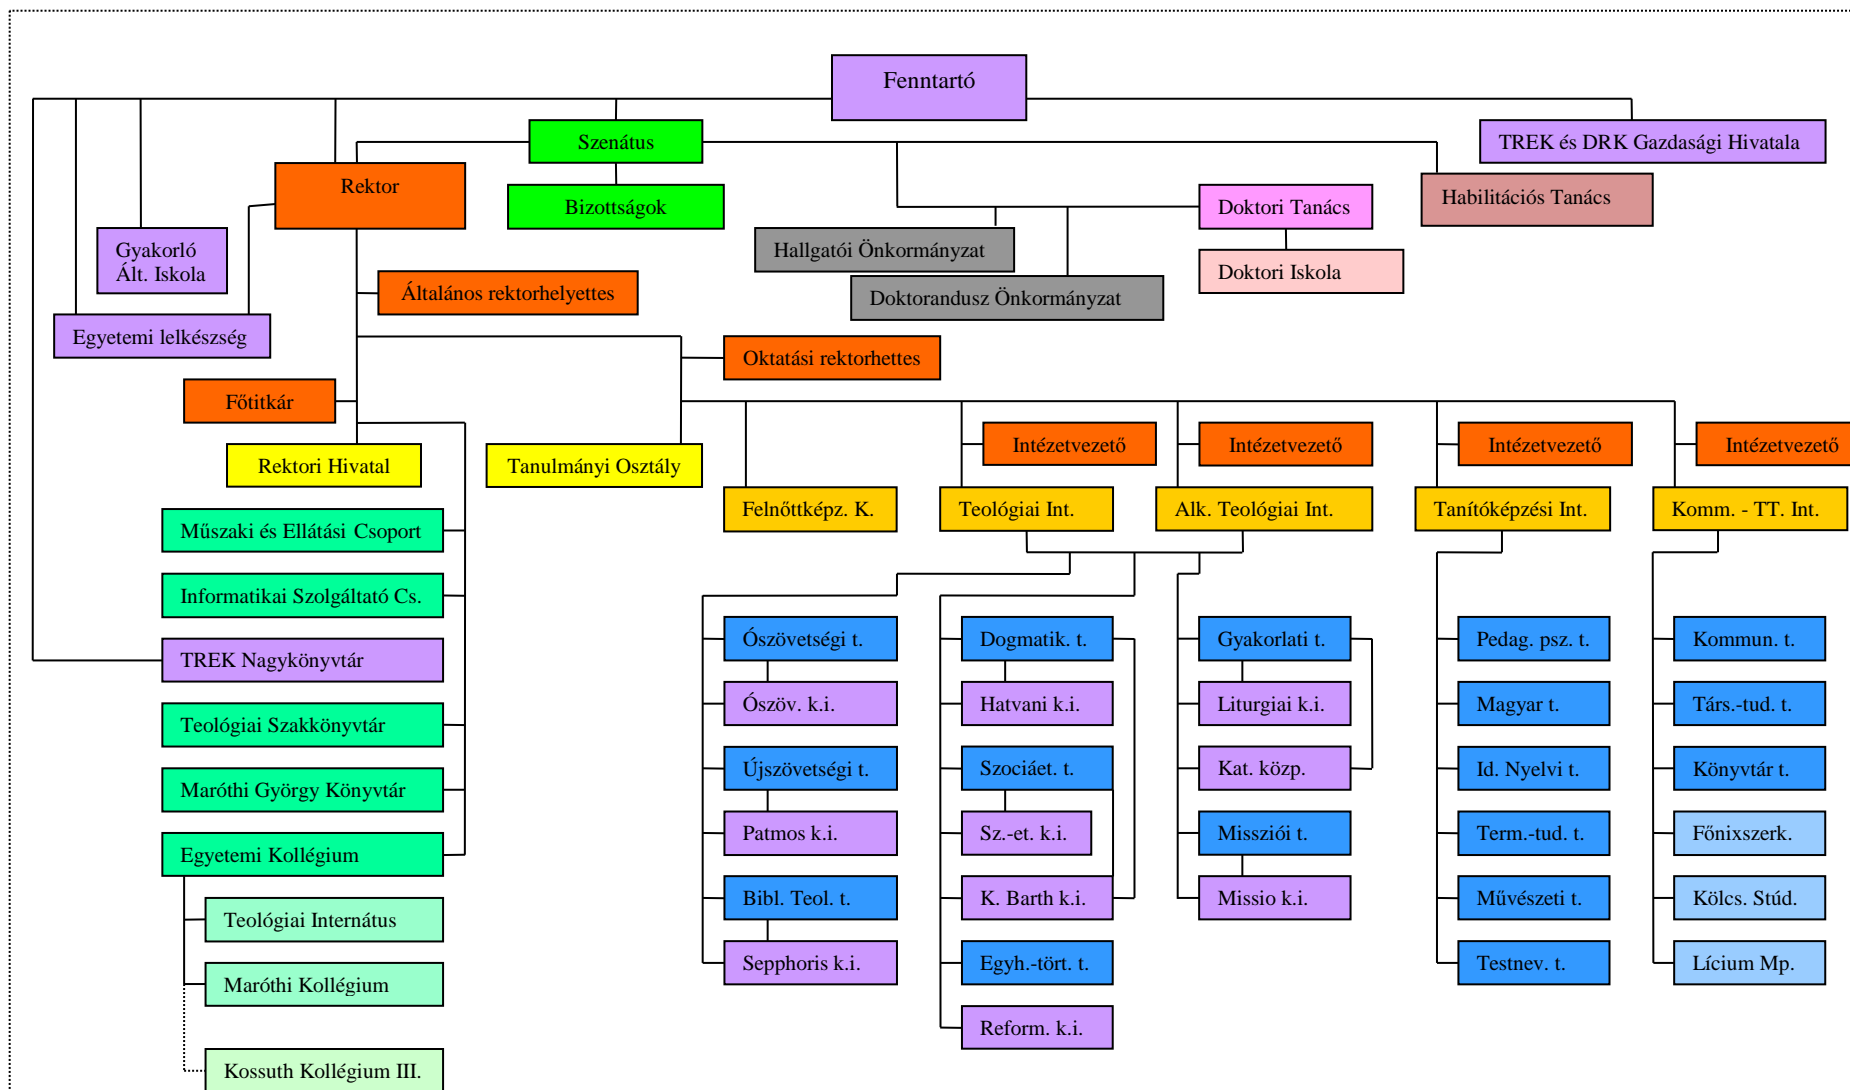 Fenntartó
Szenátus
TREK és DRK Gazdasági Hivatala
Rektor
Bizottságok
Doktori Tanács
Habilitációs Tanács
Gyakorló
Ált. Iskola
Hallgatói Önkormányzat
Doktori Iskola
Általános rektorhelyettes
Doktorandusz Önkormányzat
Egyetemi lelkészség
Oktatási rektorhettes
Főtitkár
Intézetvezető
Intézetvezető
Intézetvezető
Intézetvezető
Rektori Hivatal
Tanulmányi Osztály
Felnőttképz. K.
Teológiai Int.
Alk. Teológiai Int.
Tanítóképzési Int.
Komm. - TT. Int.
Műszaki és Ellátási Csoport
Informatikai Szolgáltató Cs.
TREK Nagykönyvtár
Teológiai Szakkönyvtár
Maróthi György Könyvtár
Egyetemi Kollégium
Teológiai Internátus
Maróthi Kollégium
Kossuth Kollégium III.
Ószövetségi t.
Ószöv. k.i.
Újszövetségi t.
Patmos k.i.
Bibl. Teol. t.
Sepphoris k.i.
Dogmatik. t.
Hatvani k.i.
Szociáet. t.
Sz.-et. k.i.
K. Barth k.i.
Egyh.-tört. t.
Reform. k.i.
Gyakorlati t.
Liturgiai k.i.
Kat. közp.
Missziói t.
Missio k.i.
Pedag. psz. t.
Magyar t.
Id. Nyelvi t.
Term.-tud. t.
Művészeti t.
Testnev. t.
Kommun. t.
Társ.-tud. t.
Könyvtár t.
Főnixszerk.
Kölcs. Stúd.
Lícium Mp.